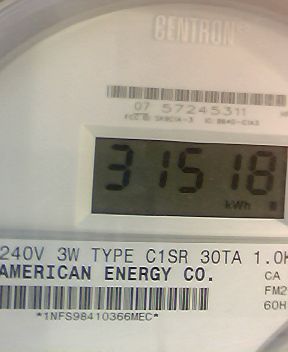 CENTRON
07 57245311
31518
kWh
240V 3W TYPE C1SR 30TA 1.0K
AMERICAN ENERGY CO.
CA
FM2
60H
*1NFS98410366MEC*